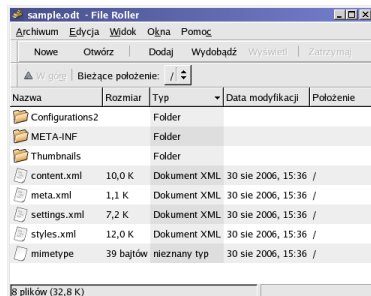 sample.odt - File Roller
Archiwum Edycja Widok Okna Pomoc
Nowe Otwórz Dodaj Wydobądź Wyświetl Zatrzymaj
W górę Bieżące położenie: /
Nazwa Rozmiar Typ Data modyfikacji Położenie
Configurations2 Folder
META-INF Folder
Thumbnails Folder
content.xml 10,0 K Dokument XML 30 sie 2006, 15:36 /
meta.xml 1,1 K Dokument XML 30 sie 2006, 15:36 /
settings.xml 7,2 K Dokument XML 30 sie 2006, 15:36 /
styles.xml 12,0 K Dokument XML 30 sie 2006, 15:36 /
mimetype 39 bajtów nieznany typ 30 sie 2006, 15:36 /
8 plików (32,8 K)